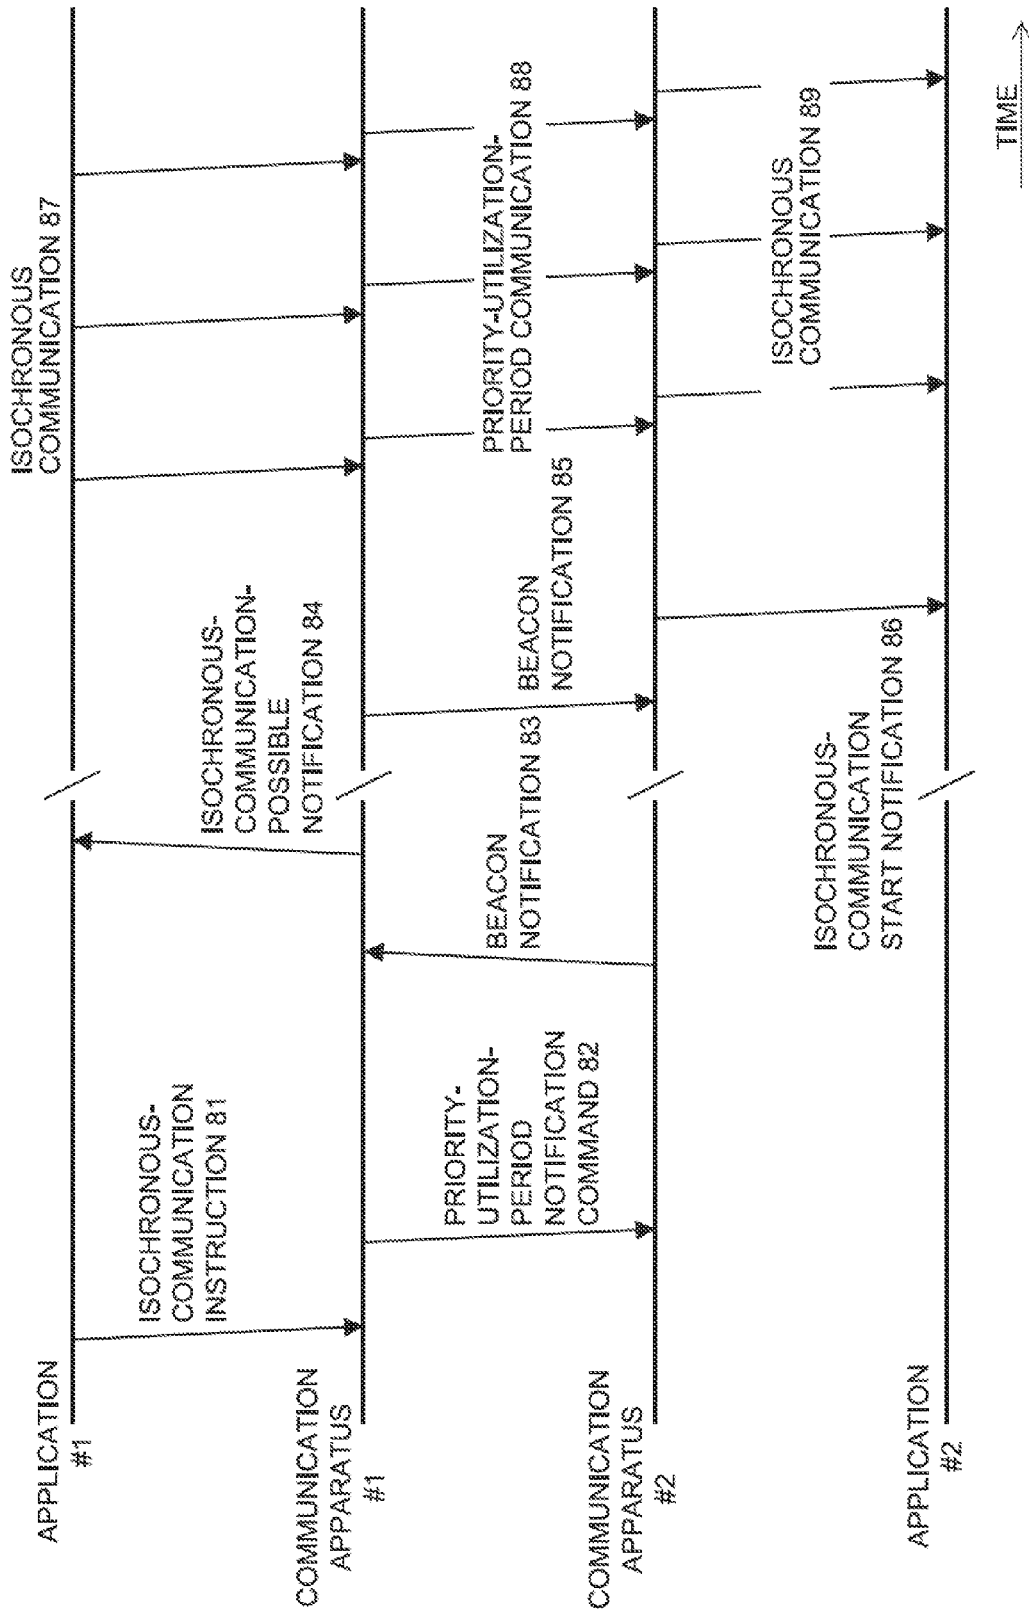 APPLICATION
#1
COMMUNICATION
APPARATUS
#1
COMMUNICATION
APPARATUS
#2
APPLICATION
#2
ISOCHRONOUS-
COMMUNICATION
INSTRUCTION 81
PRIORITY-
UTILIZATION-
PERIOD
NOTIFICATION
COMMAND 82
BEACON
NOTIFICATION 83
ISOCHRONOUS-
COMMUNICATION-
POSSIBLE
NOTIFICATION 84
BEACON
NOTIFICATION 85
ISOCHRONOUS-
COMMUNICATION
START NOTIFICATION 86
ISOCHRONOUS
COMMUNICATION 87
PRIORITY-UTILIZATION-
PERIOD COMMUNICATION 88
ISOCHRONOUS
COMMUNICATION 89
TIME